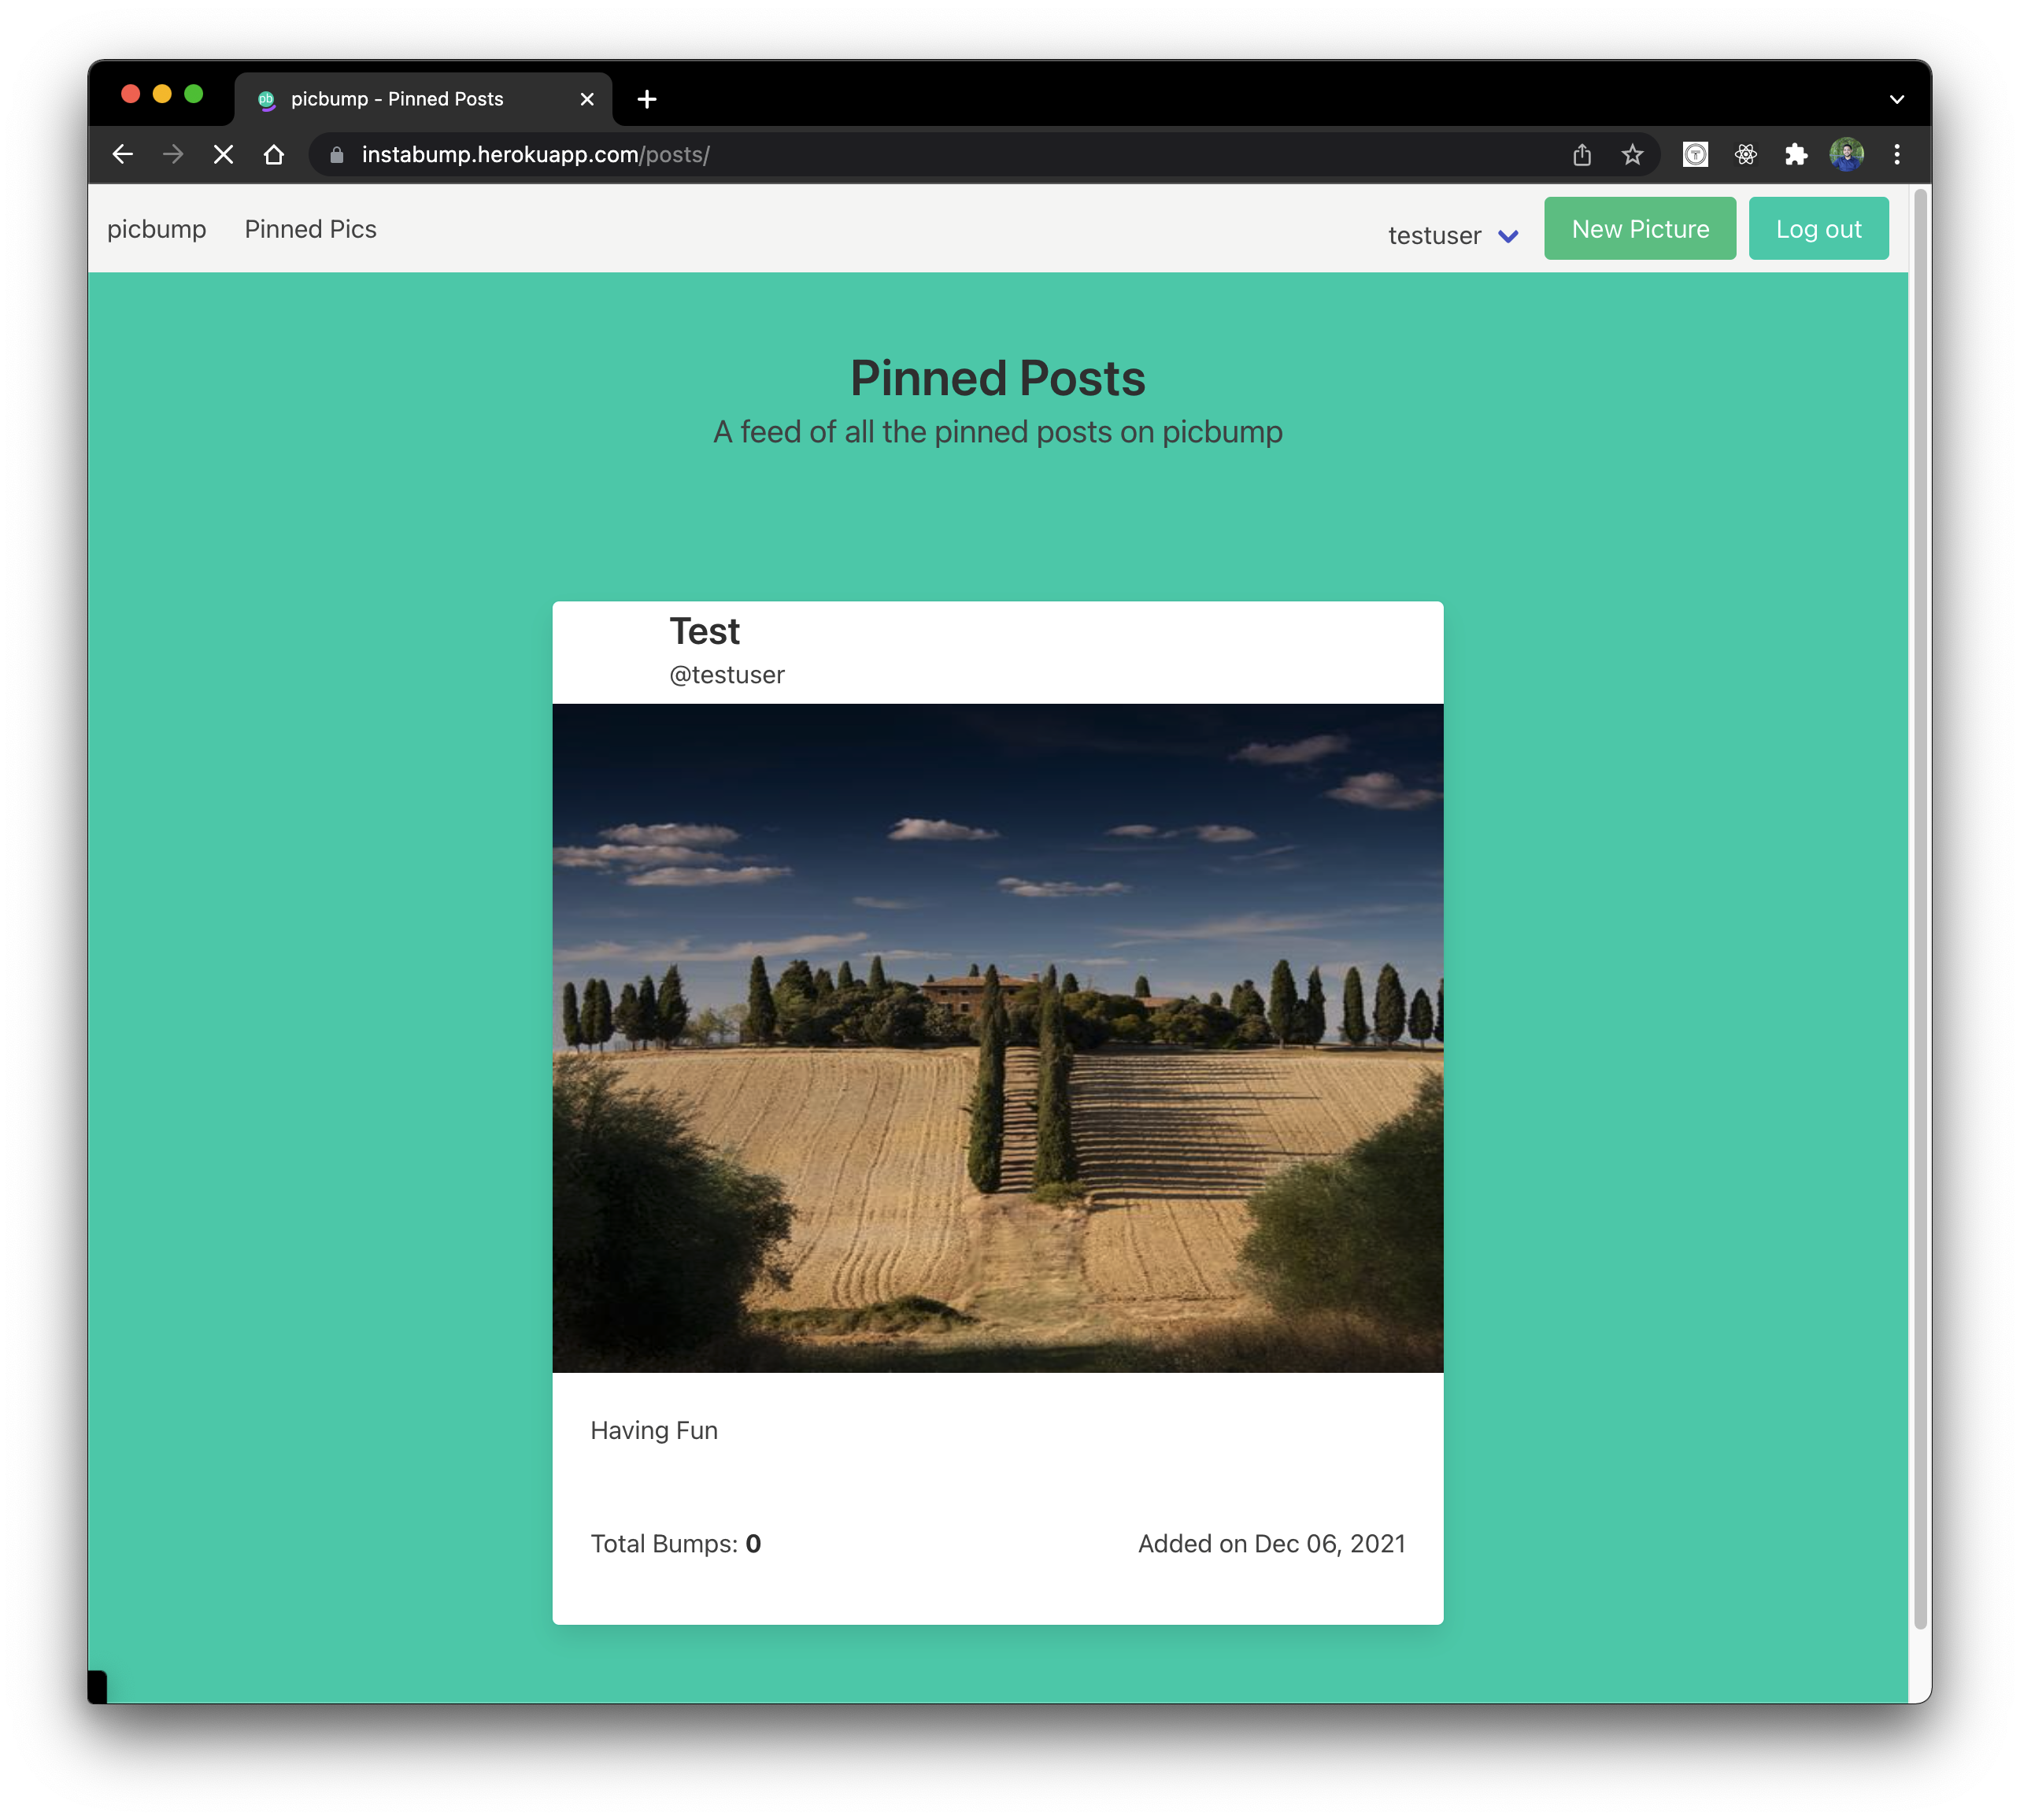 pb picbump - Pinned Posts
instabump.herokuapp.com/posts/
picbump Pinned Pics testuser New Picture Log out
Pinned Posts
A feed of all the pinned posts on picbump
Test
@testuser
Having Fun
Total Bumps: 0 Added on Dec 06, 2021